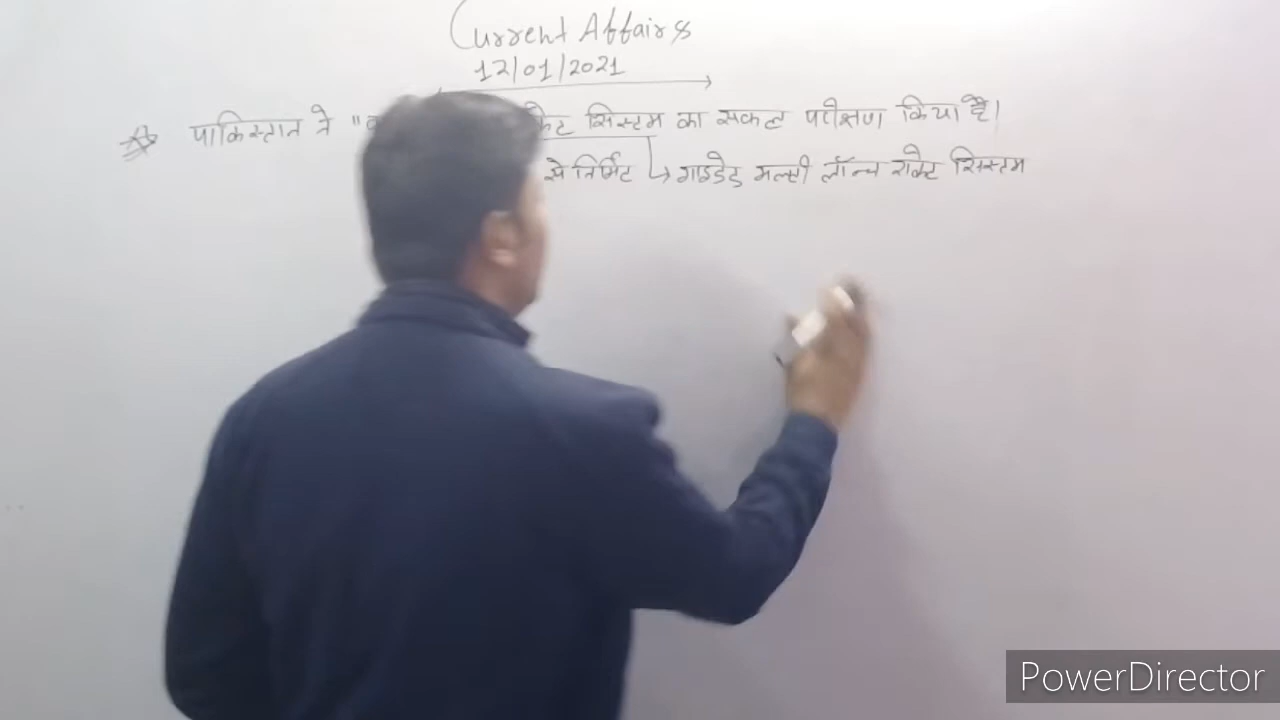 Current Affairs
12/01/2021
पाकिस्तान ने " सिस्टम का सफल परीक्षण किया है।
से निर्मित → गाइडेड मल्टी लॉन्च रॉकेट सिस्टम
PowerDirector